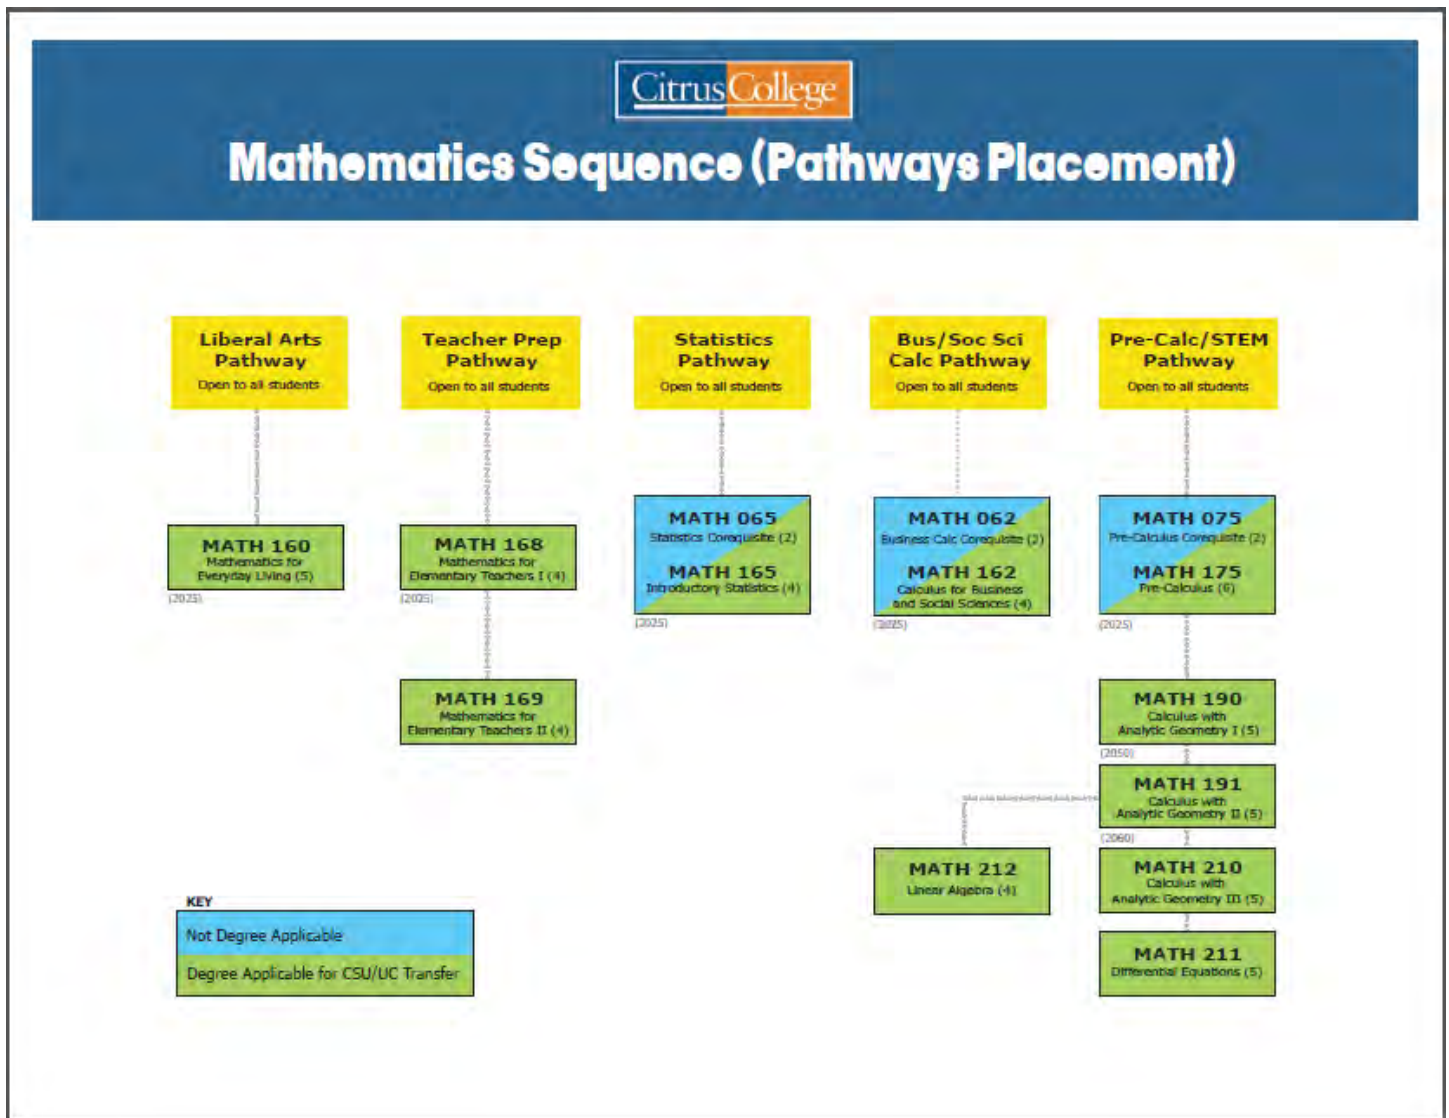 Citrus College
Mathematics Sequence (Pathways Placement)
Liberal Arts
Pathway
Open to all students
Teacher Prep
Pathway
Open to all students
Statistics
Pathway
Open to all students
Bus/Soc Sci
Calc Pathway
Open to all students
Pre-Calc/STEM
Pathway
Open to all students
MATH 160
Mathematics for
Everyday Living (5)
(2025)
MATH 168
Mathematics for
Elementary Teachers I (4)
(2025)
MATH 169
Mathematics for
Elementary Teachers II (4)
MATH 065
Statistics Corequisite (2)
MATH 165
Introductory Statistics (4)
(2025)
MATH 062
Business Calc Corequisite (2)
MATH 162
Calculus for Business
and Social Sciences (4)
(2025)
MATH 075
Pre-Calculus Corequisite (2)
MATH 175
Pre-Calculus (6)
(2025)
MATH 190
Calculus with
Analytic Geometry I (5)
(2050)
MATH 191
Calculus with
Analytic Geometry II (5)
(2060)
MATH 212
Linear Algebra (4)
MATH 210
Calculus with
Analytic Geometry III (5)
MATH 211
Differential Equations (5)
KEY
Not Degree Applicable
Degree Applicable for CSU/UC Transfer